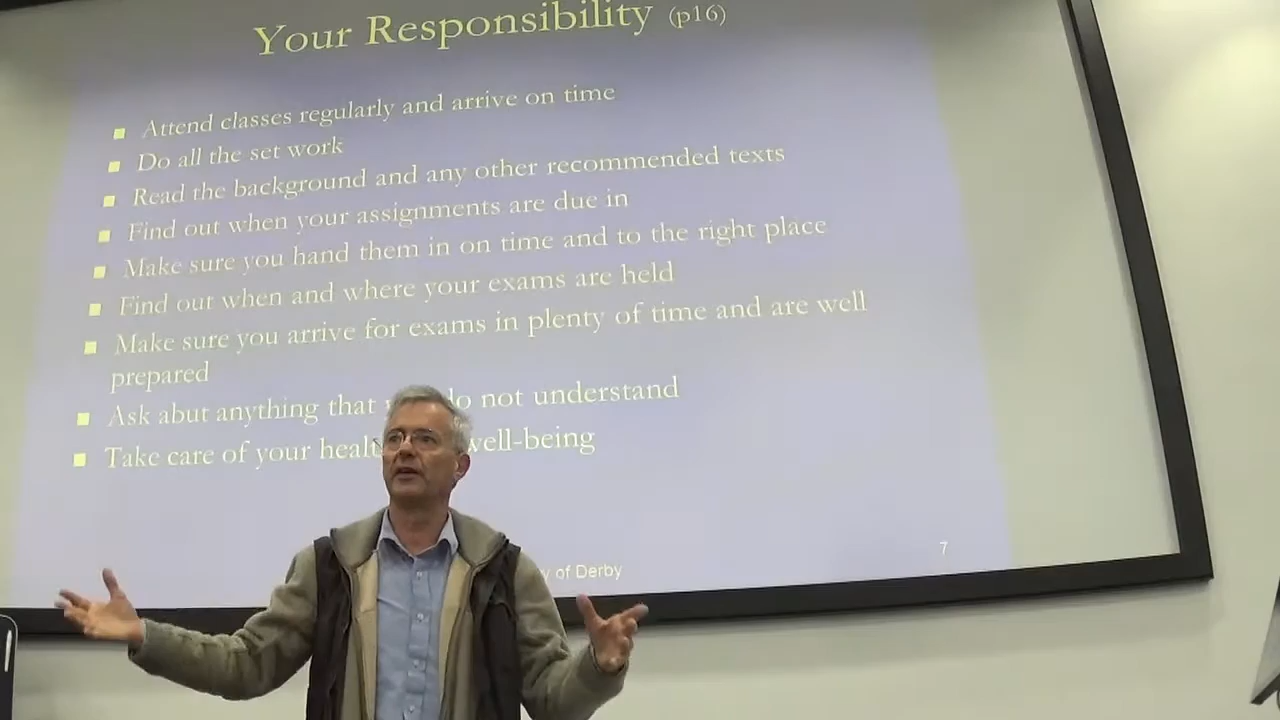 Your Responsibility (p16)
Attend classes regularly and arrive on time
Do all the set work
Read the background and any other recommended texts
Find out when your assignments are due in
Make sure you hand them in on time and to the right place
Find out when and where your exams are held
Make sure you arrive for exams in plenty of time and are well
prepared
Ask abut anything that do not understand
Take care of your well-being
of Derby
7